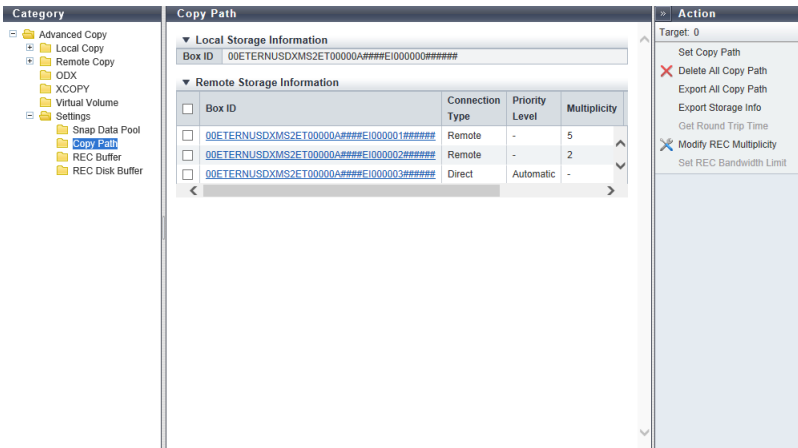 Category
Advanced Copy
Local Copy
Remote Copy
ODX
XCOPY
Virtual Volume
Settings
Snap Data Pool
Copy Path
REC Buffer
REC Disk Buffer
Copy Path
Local Storage Information
Box ID 00ETERNUSDXMS2ET00000A####EI000000######
Remote Storage Information
Box ID Connection Type Priority Level Multiplicity
00ETERNUSDXMS2ET00000A####EI000001###### Remote - 5
00ETERNUSDXMS2ET00000A####EI000002###### Remote - 2
00ETERNUSDXMS2ET00000A####EI000003###### Direct Automatic -
» Action
Target: 0
Set Copy Path
Delete All Copy Path
Export All Copy Path
Export Storage Info
Get Round Trip Time
Modify REC Multiplicity
Set REC Bandwidth Limit